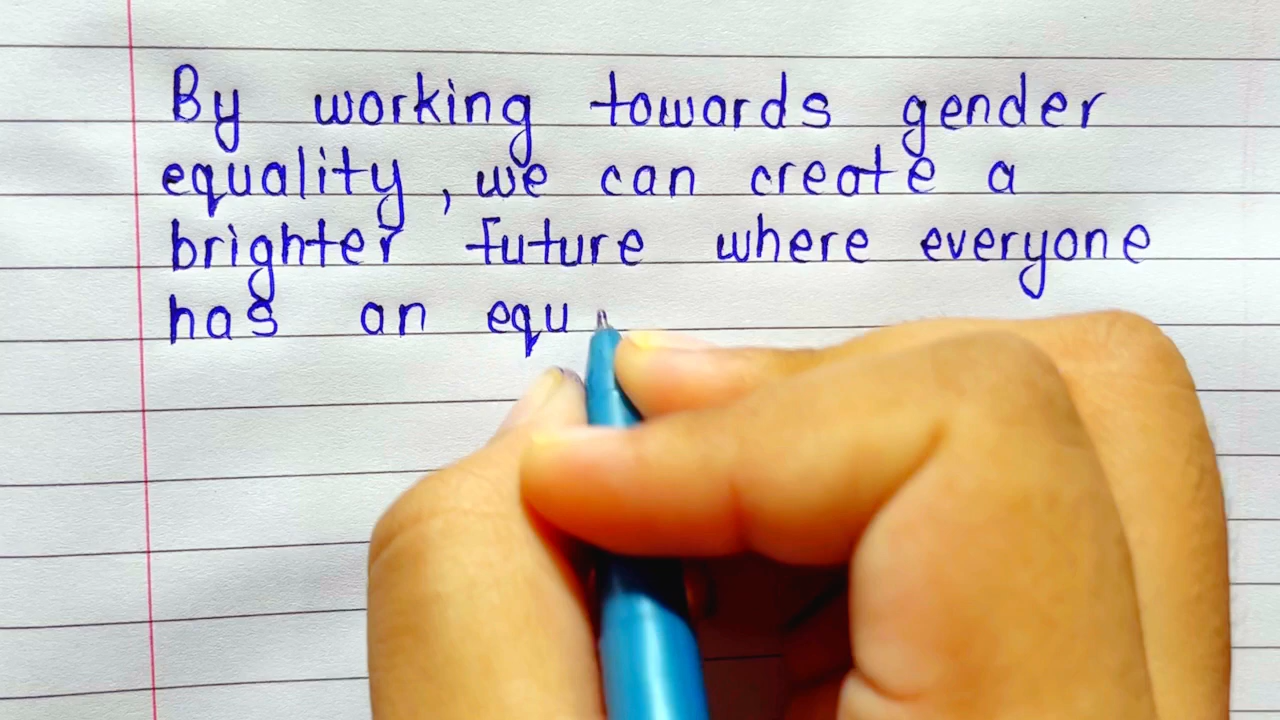 By working towards gender
equality, we can create a
brighter future where everyone
has an equ